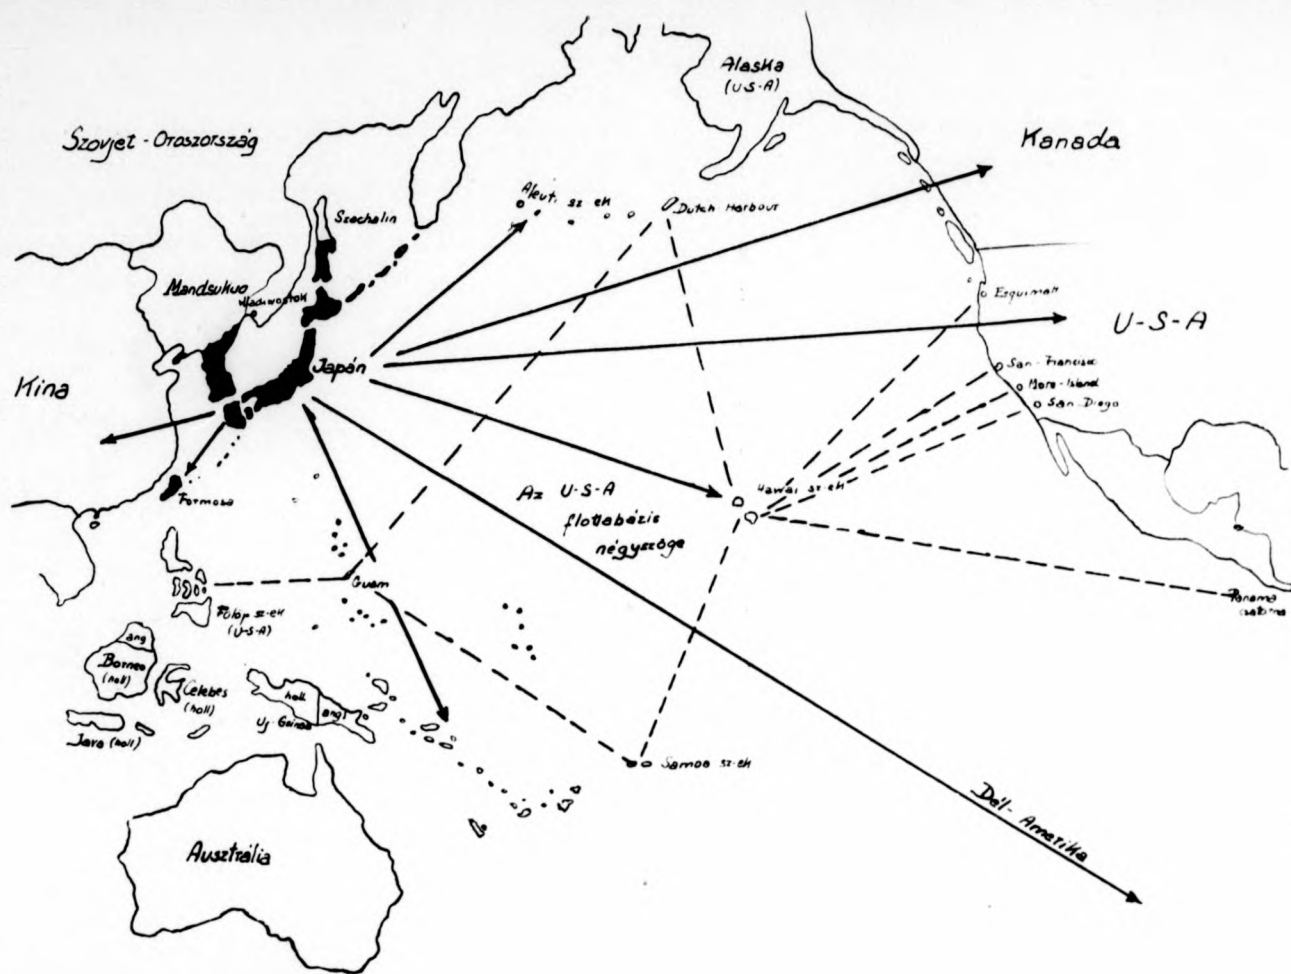 Alaska
(U-S-A)
Szovjet-Oroszország
Kanada
Aleut. sz-ek
Dutch Harbour
Szachalin
Mandsukuo
Wladiwostok
Esquimalt
U-S-A
Japán
San-Francisco
Kina
Mare-Island
San-Diego
Formosa
Hawai sz-ek
Az U-S-A
flottabázis
négyszöge
Guam
Panama
Fülöp sz-ek
(U-S-A)
ang
Borneo
(holl)
Celebes
(holl)
holl
angl
Uj-Guinea
Java (holl)
Samoa sz-ek
Dél-Amerika
Ausztrália